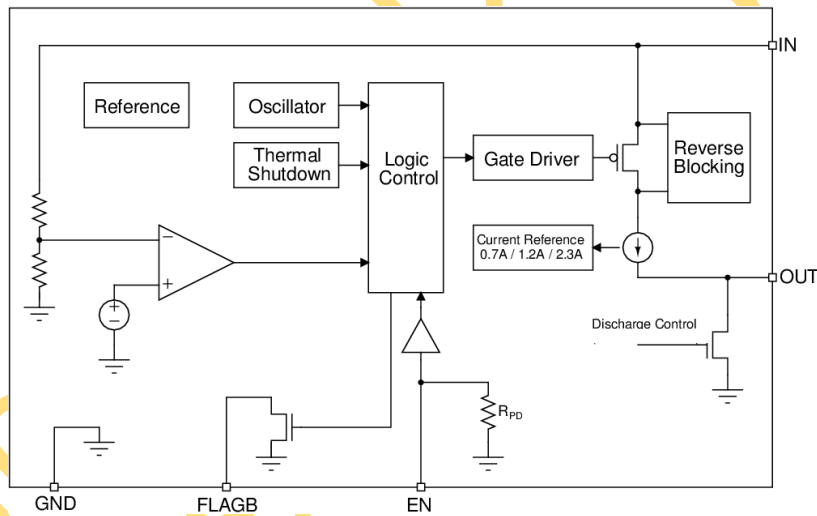 IN
Reference
Oscillator
Thermal
Shutdown
Logic
Control
Gate Driver
Reverse
Blocking
Current Reference
0.7A / 1.2A / 2.3A
OUT
Discharge Control
RPD
GND
FLAGB
EN